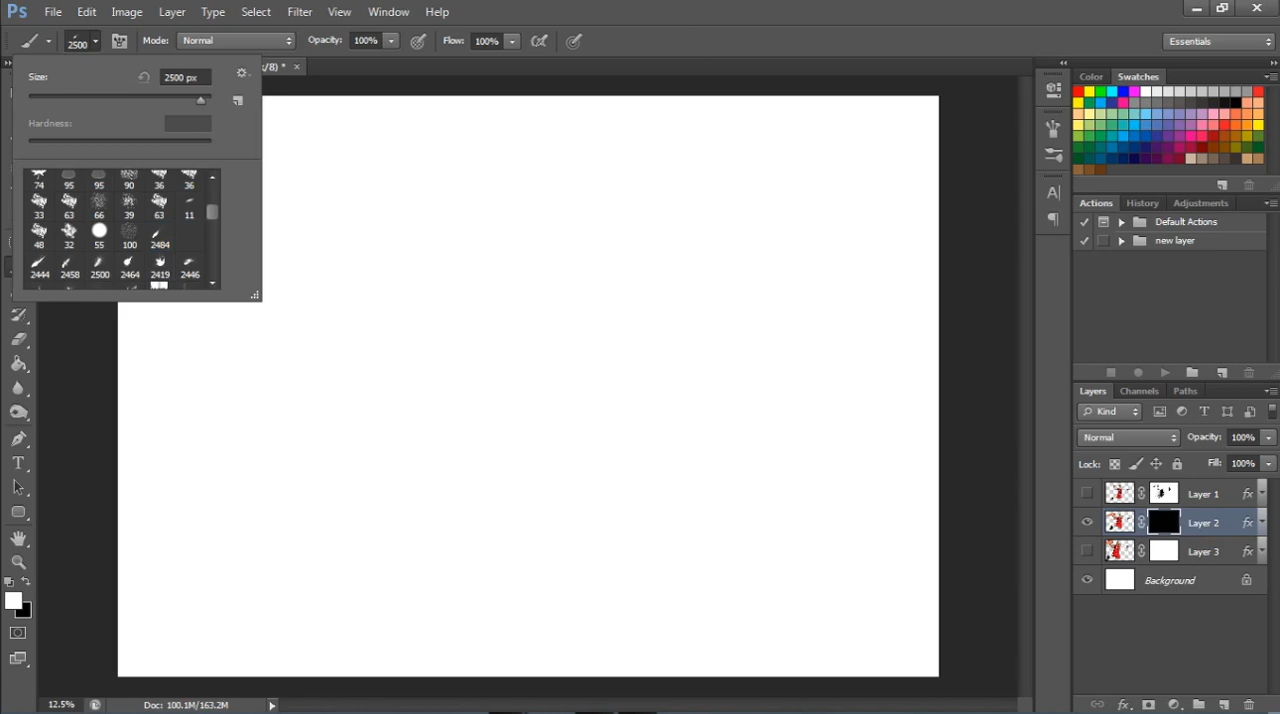 Ps File Edit Image Layer Type Select Filter View Window Help
2500 Mode: Normal Opacity: 100% Flow: 100% Essentials
/8) * ×
Size: 2500 px
Hardness:
74 95 95 90 36 36
33 63 66 39 63 11
48 32 55 100 2484
2444 2458 2500 2464 2419 2446
Color Swatches
Actions History Adjustments
Default Actions
new layer
Layers Channels Paths
Kind
Normal Opacity: 100%
Lock: Fill: 100%
Layer 1 fx
Layer 2 fx
Layer 3 fx
Background
12.5% Doc: 100.1M/163.2M